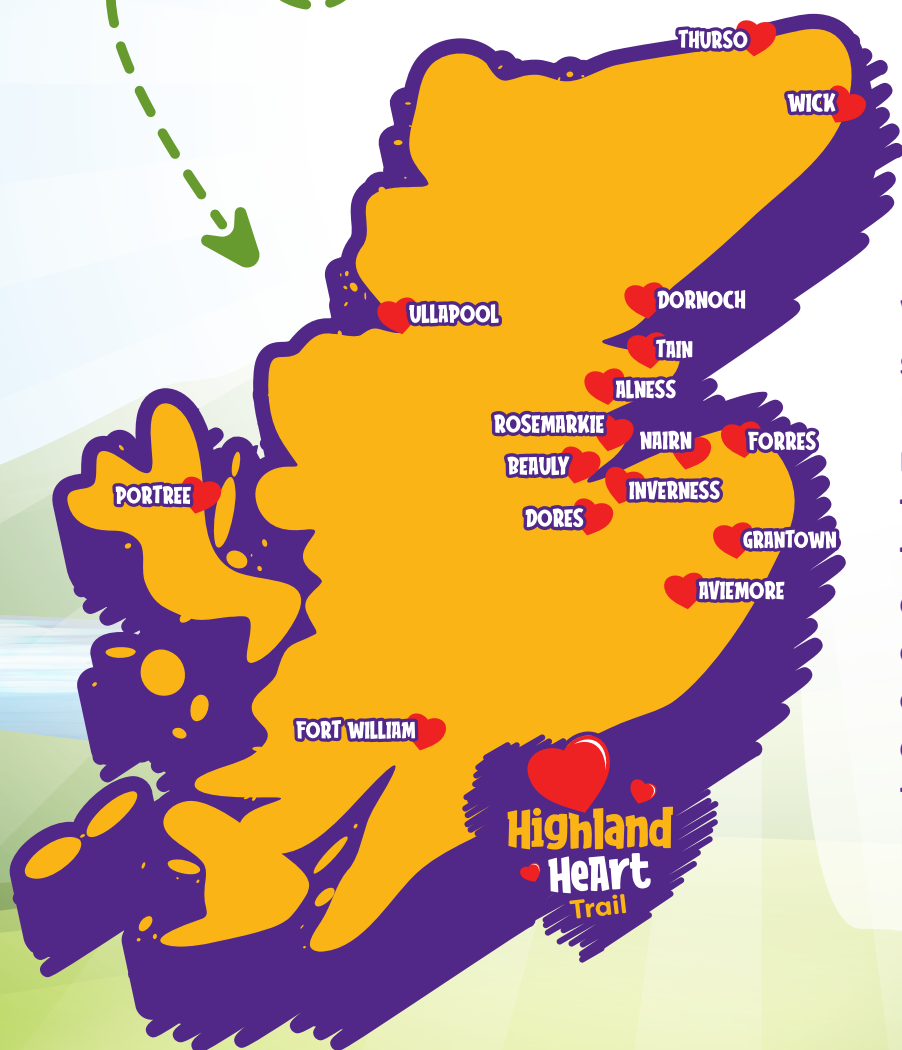 THURSO
WICK
ULLAPOOL
DORNOCH
TAIN
ALNESS
ROSEMARKIE
NAIRN
FORRES
BEAULY
INVERNESS
PORTREE
DORES
GRANTOWN
AVIEMORE
FORT WILLIAM
Highland
HeArt
Trail